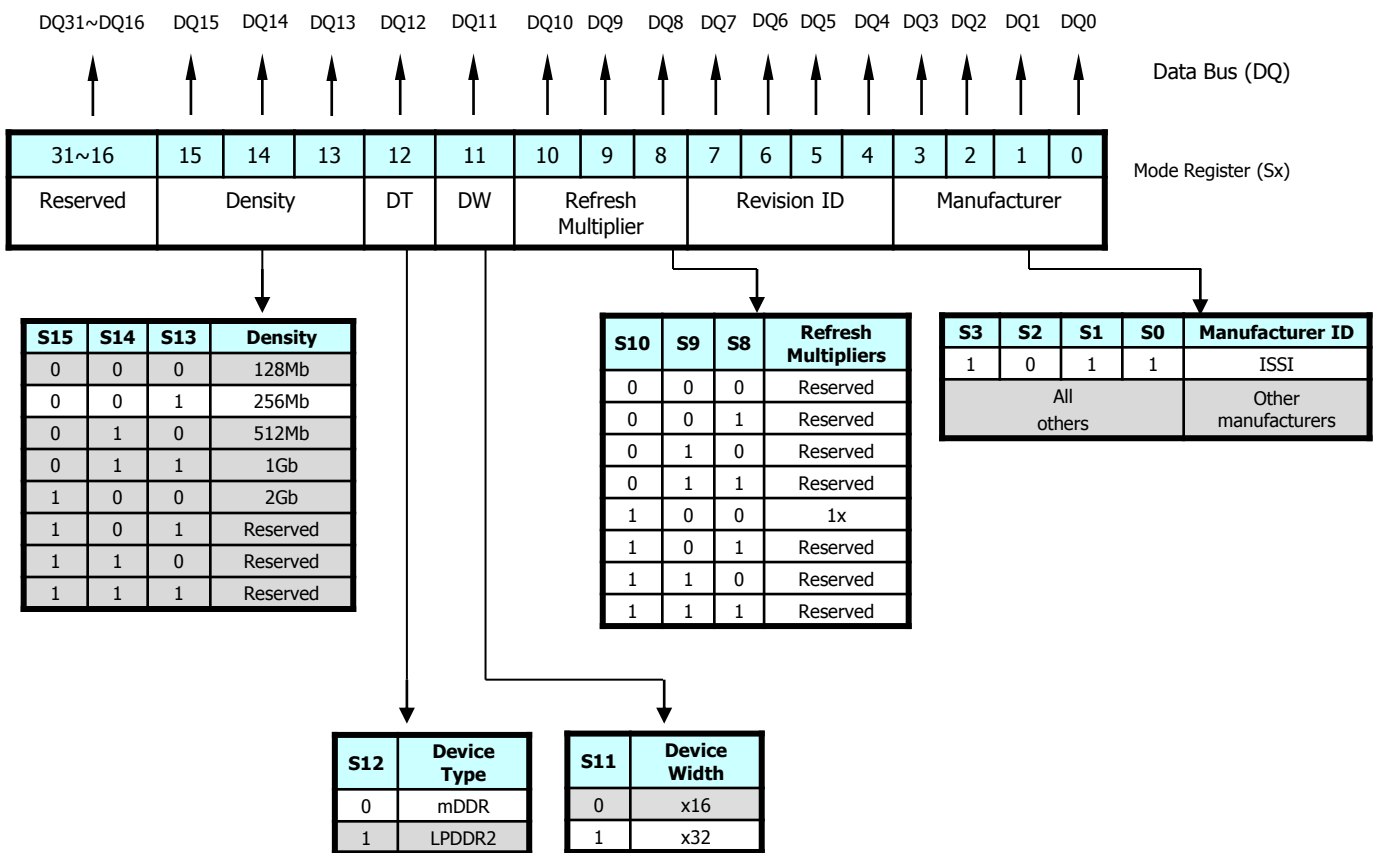 DQ31~DQ16 DQ15 DQ14 DQ13 DQ12 DQ11 DQ10 DQ9 DQ8 DQ7 DQ6 DQ5 DQ4 DQ3 DQ2 DQ1 DQ0
Data Bus (DQ)
31~16 15 14 13 12 11 10 9 8 7 6 5 4 3 2 1 0
Mode Register (Sx)
Reserved Density DT DW Refresh Multiplier Revision ID Manufacturer
S15 S14 S13 Density
0 0 0 128Mb
0 0 1 256Mb
0 1 0 512Mb
0 1 1 1Gb
1 0 0 2Gb
1 0 1 Reserved
1 1 0 Reserved
1 1 1 Reserved
S10 S9 S8 Refresh Multipliers
0 0 0 Reserved
0 0 1 Reserved
0 1 0 Reserved
0 1 1 Reserved
1 0 0 1x
1 0 1 Reserved
1 1 0 Reserved
1 1 1 Reserved
S3 S2 S1 S0 Manufacturer ID
1 0 1 1 ISSI
All others Other manufacturers
S12 Device Type
0 mDDR
1 LPDDR2
S11 Device Width
0 x16
1 x32